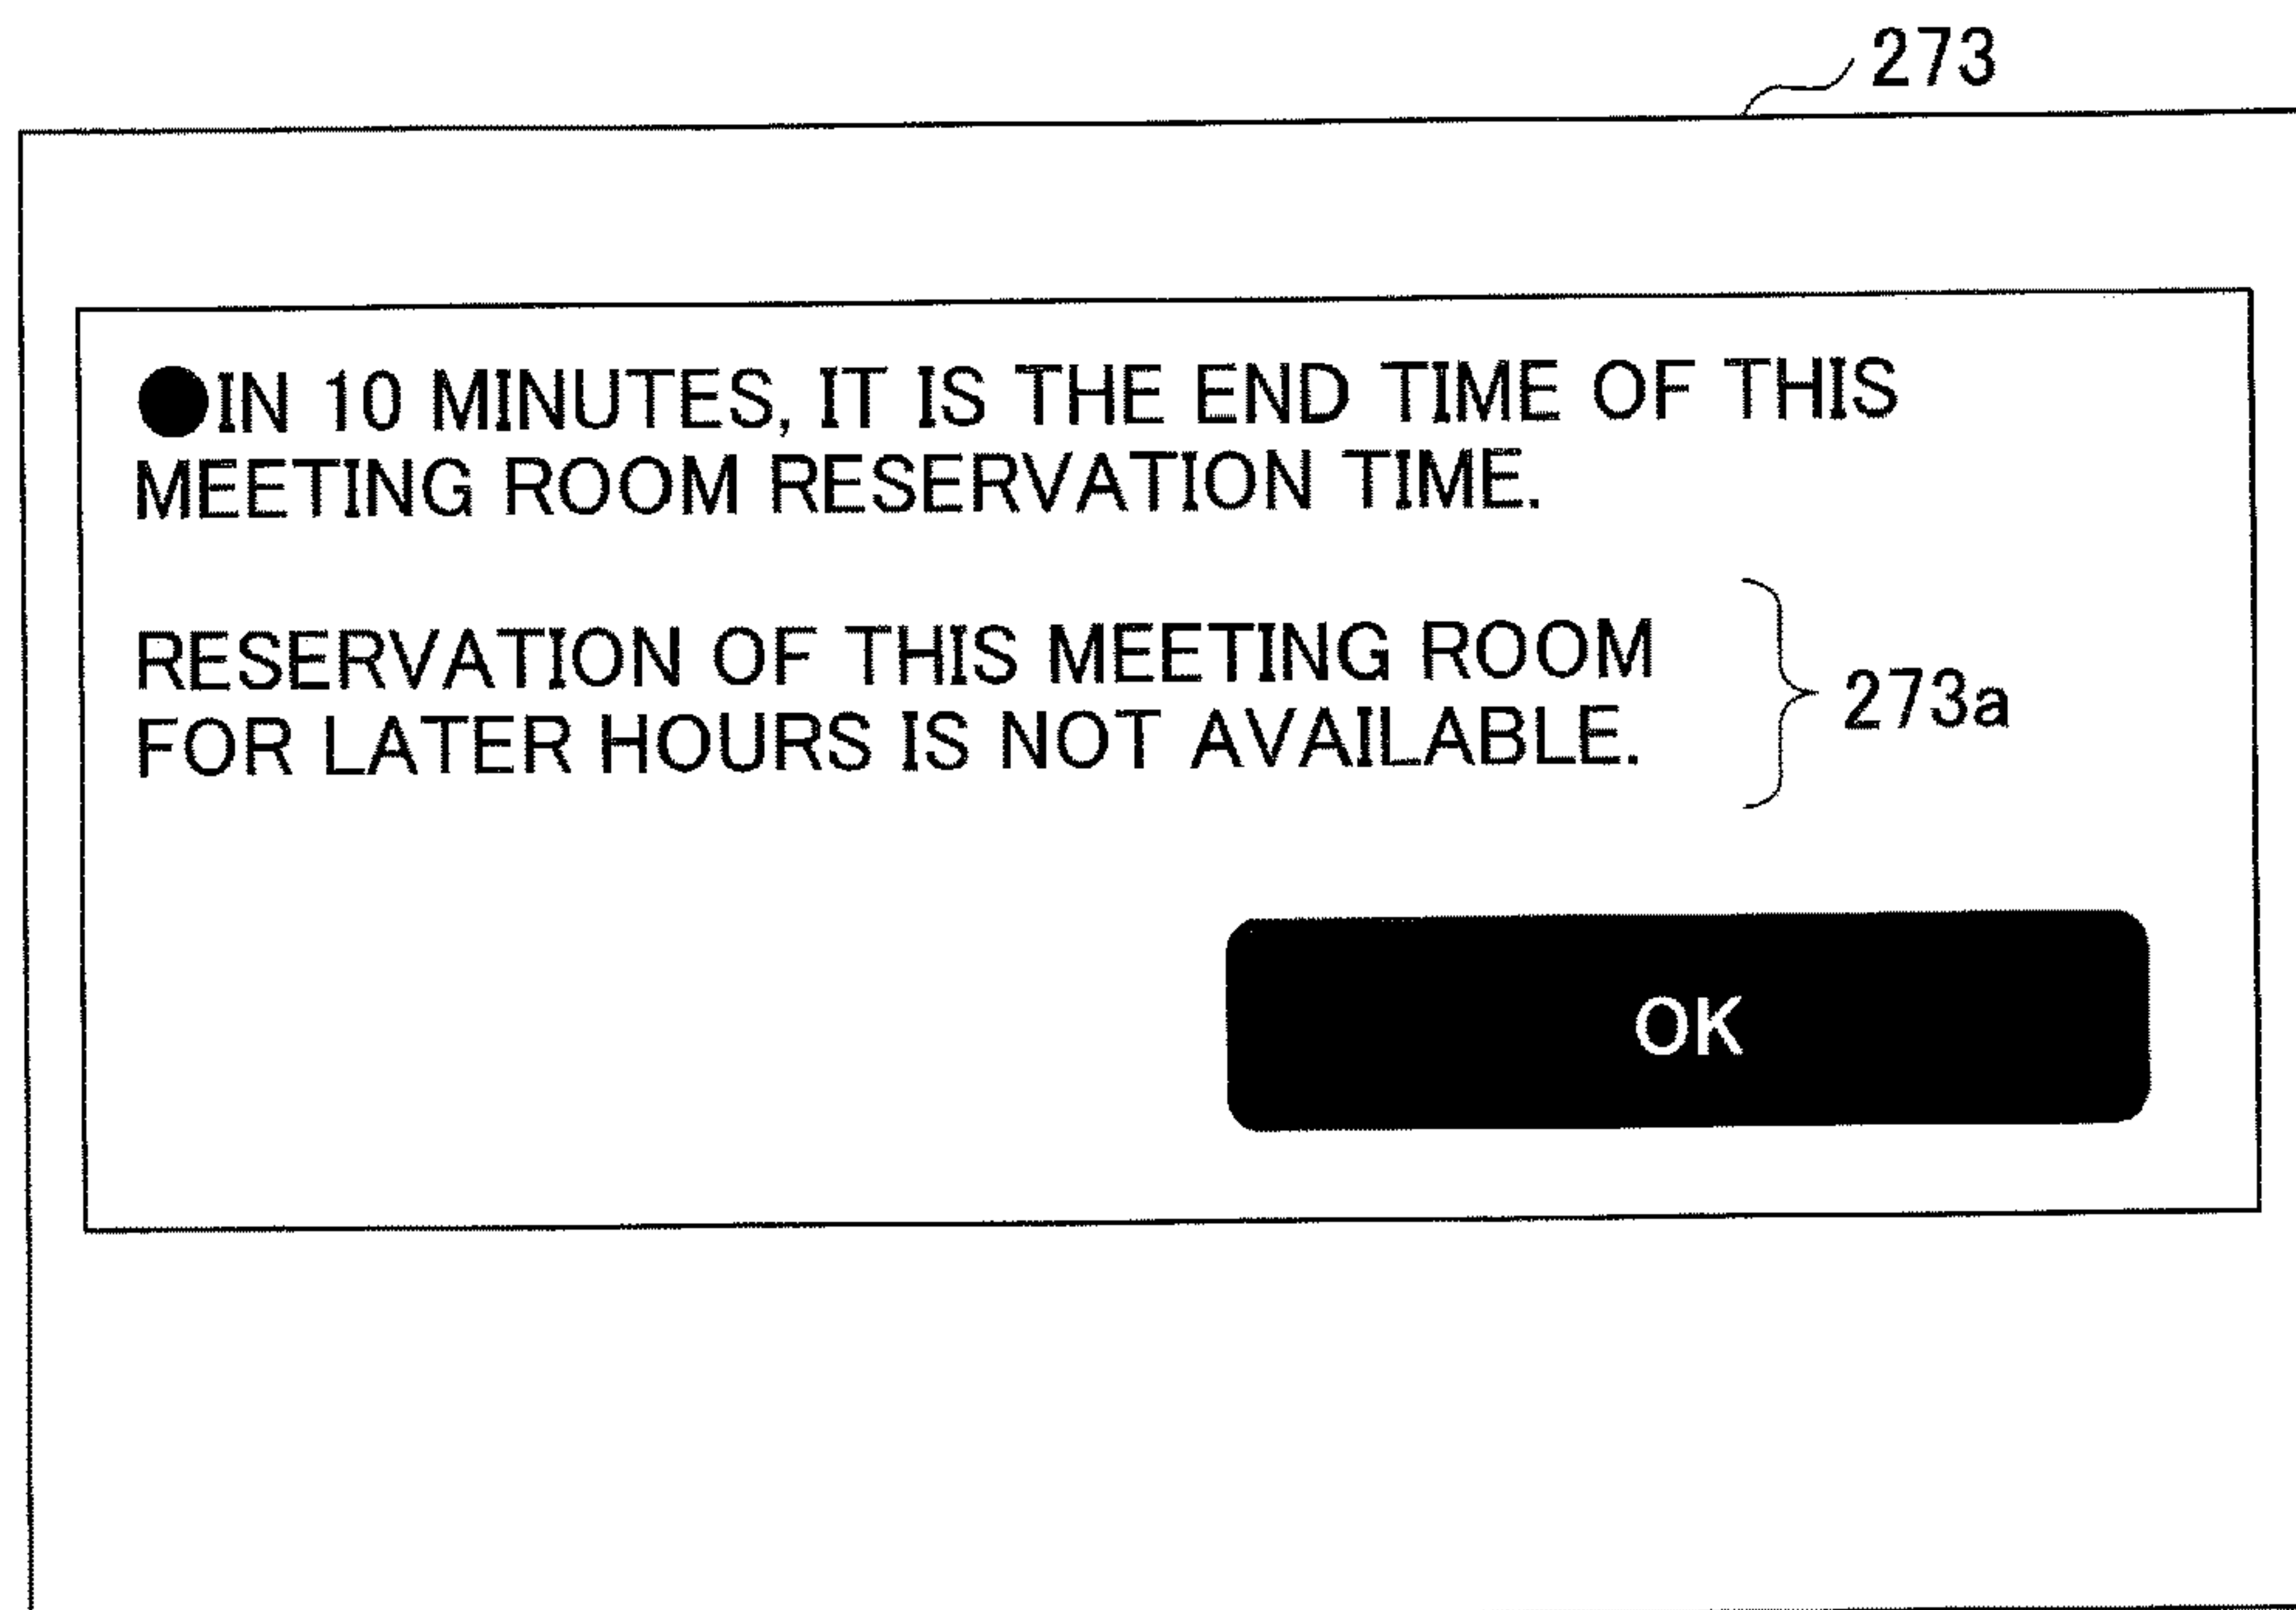 273
●IN 10 MINUTES, IT IS THE END TIME OF THIS
MEETING ROOM RESERVATION TIME.
RESERVATION OF THIS MEETING ROOM
FOR LATER HOURS IS NOT AVAILABLE.
273a
OK